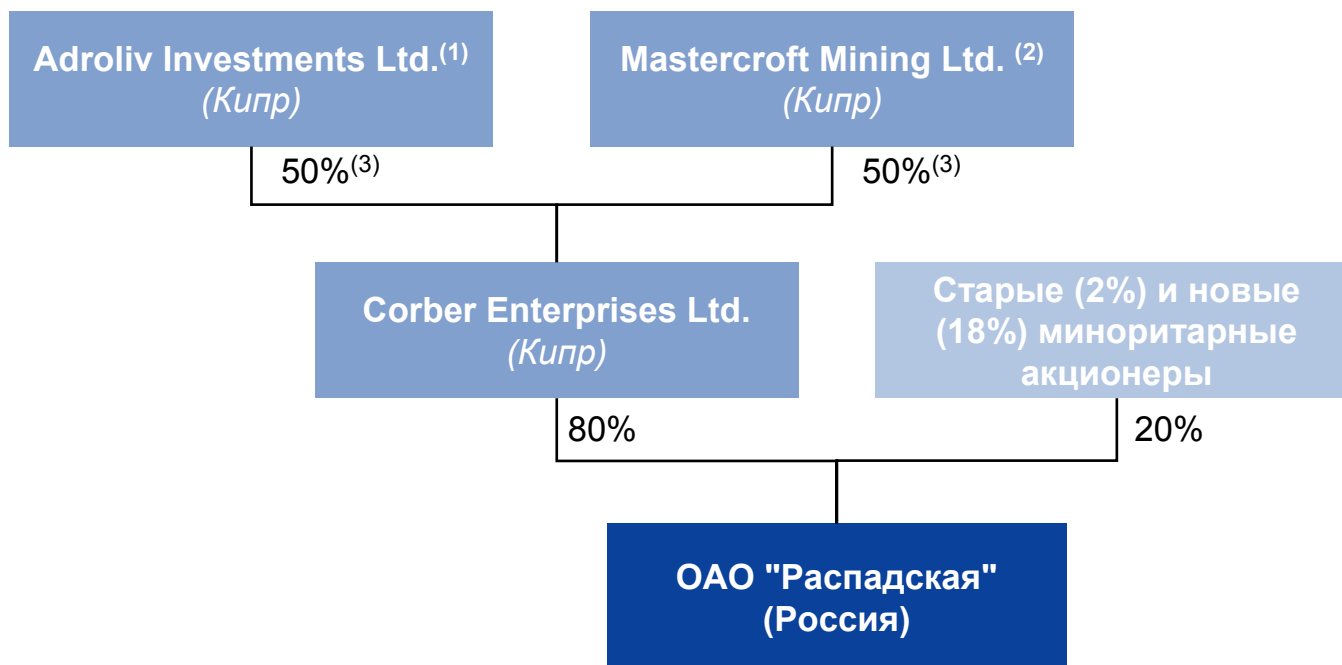 Adroliv Investments Ltd.(1)
(Кипр)
Mastercroft Mining Ltd. (2)
(Кипр)
50%(3)
50%(3)
Corber Enterprises Ltd.
(Кипр)
Старые (2%) и новые
(18%) миноритарные
акционеры
80%
20%
ОАО "Распадская"
(Россия)